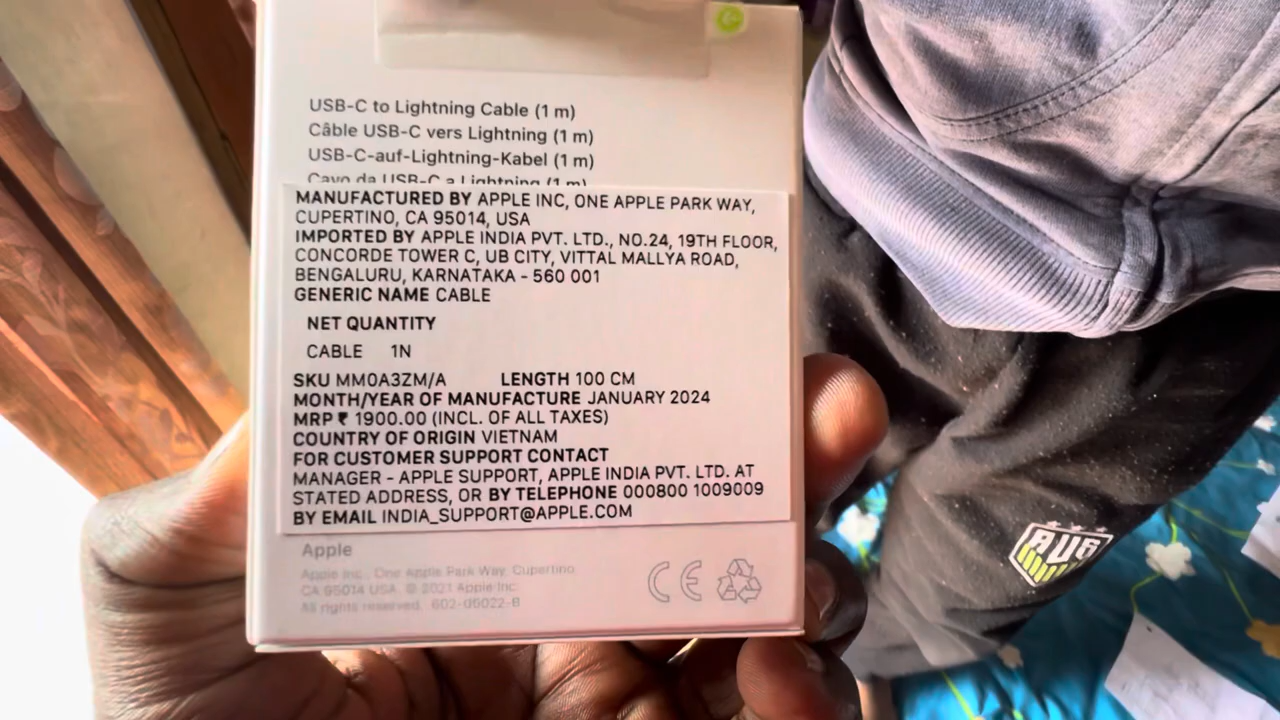 USB-C to Lightning Cable (1 m)
Câble USB-C vers Lightning (1 m)
USB-C-auf-Lightning-Kabel (1 m)
Cavo da USB-C a Lightning (1 m)
MANUFACTURED BY APPLE INC, ONE APPLE PARK WAY,
CUPERTINO, CA 95014, USA
IMPORTED BY APPLE INDIA PVT. LTD., NO.24, 19TH FLOOR,
CONCORDE TOWER C, UB CITY, VITTAL MALLYA ROAD,
BENGALURU, KARNATAKA - 560 001
GENERIC NAME CABLE
NET QUANTITY
CABLE 1N
SKU MM0A3ZM/A LENGTH 100 CM
MONTH/YEAR OF MANUFACTURE JANUARY 2024
MRP ₹ 1900.00 (INCL. OF ALL TAXES)
COUNTRY OF ORIGIN VIETNAM
FOR CUSTOMER SUPPORT CONTACT
MANAGER - APPLE SUPPORT, APPLE INDIA PVT. LTD. AT
STATED ADDRESS, OR BY TELEPHONE 000800 1009009
BY EMAIL INDIA_SUPPORT@APPLE.COM
Apple
Apple Inc., One Apple Park Way, Cupertino
CA 95014 USA © 2021 Apple Inc.
All rights reserved. 602-05022-B
CE